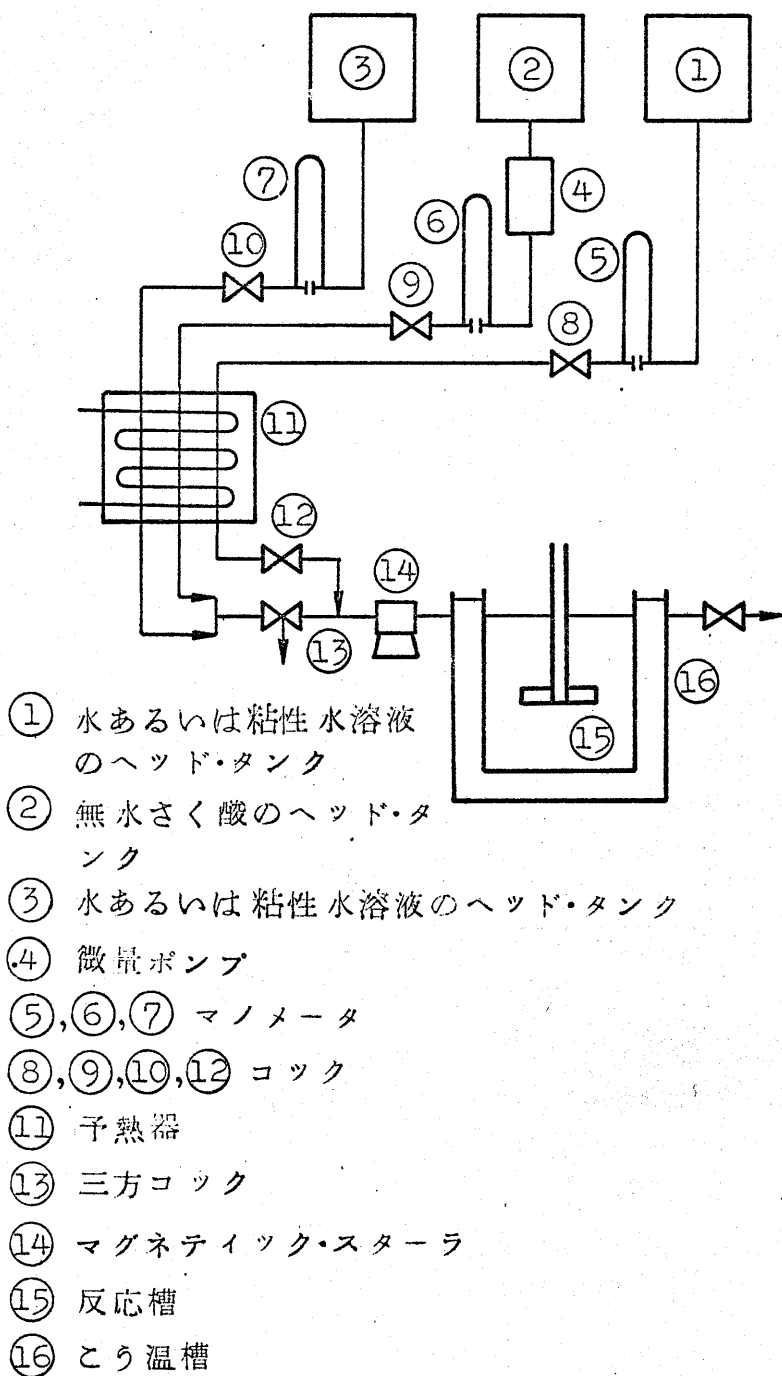 ③ ② ①
⑦ ④
⑥
⑩ ⑤
⑨
⑧
⑪
⑫
⑭
⑬ ⑯
⑮
① 水あるいは粘性水溶液
のヘッド・タンク
② 無水さく酸のヘッド・タ
ンク
③ 水あるいは粘性水溶液のヘッド・タンク
④ 微量ポンプ
⑤,⑥,⑦ マノメータ
⑧,⑨,⑩,⑫ コック
⑪ 予熱器
⑬ 三方コック
⑭ マグネティック・スターラ
⑮ 反応槽
⑯ こう温槽